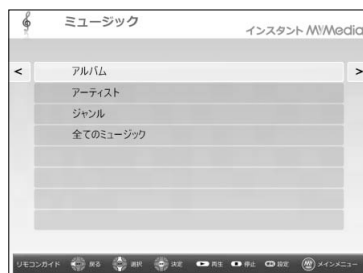 ミュージック
インスタント MYMedia
< アルバム >
アーティスト
ジャンル
全てのミュージック
リモコンガイド 戻る 選択 決定 再生 停止 設定 メインメニュー